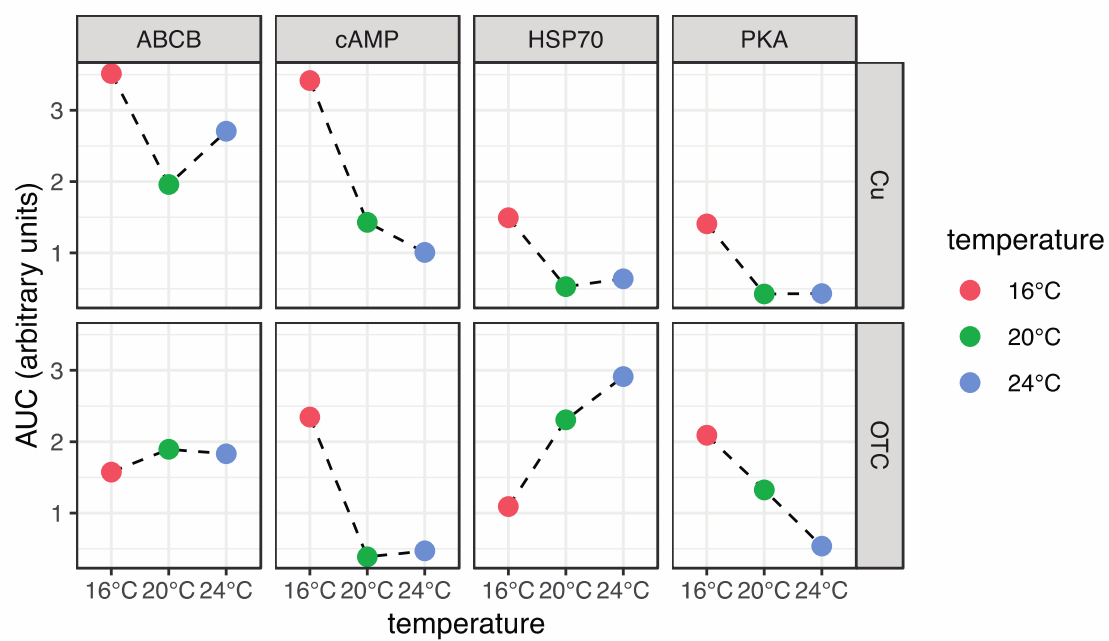 ABCB cAMP HSP70 PKA
AUC (arbitrary units)
3
2
1
Cu
3
2
1
OTC
16°C 20°C 24°C 16°C 20°C 24°C 16°C 20°C 24°C 16°C 20°C 24°C
temperature
temperature
16°C
20°C
24°C